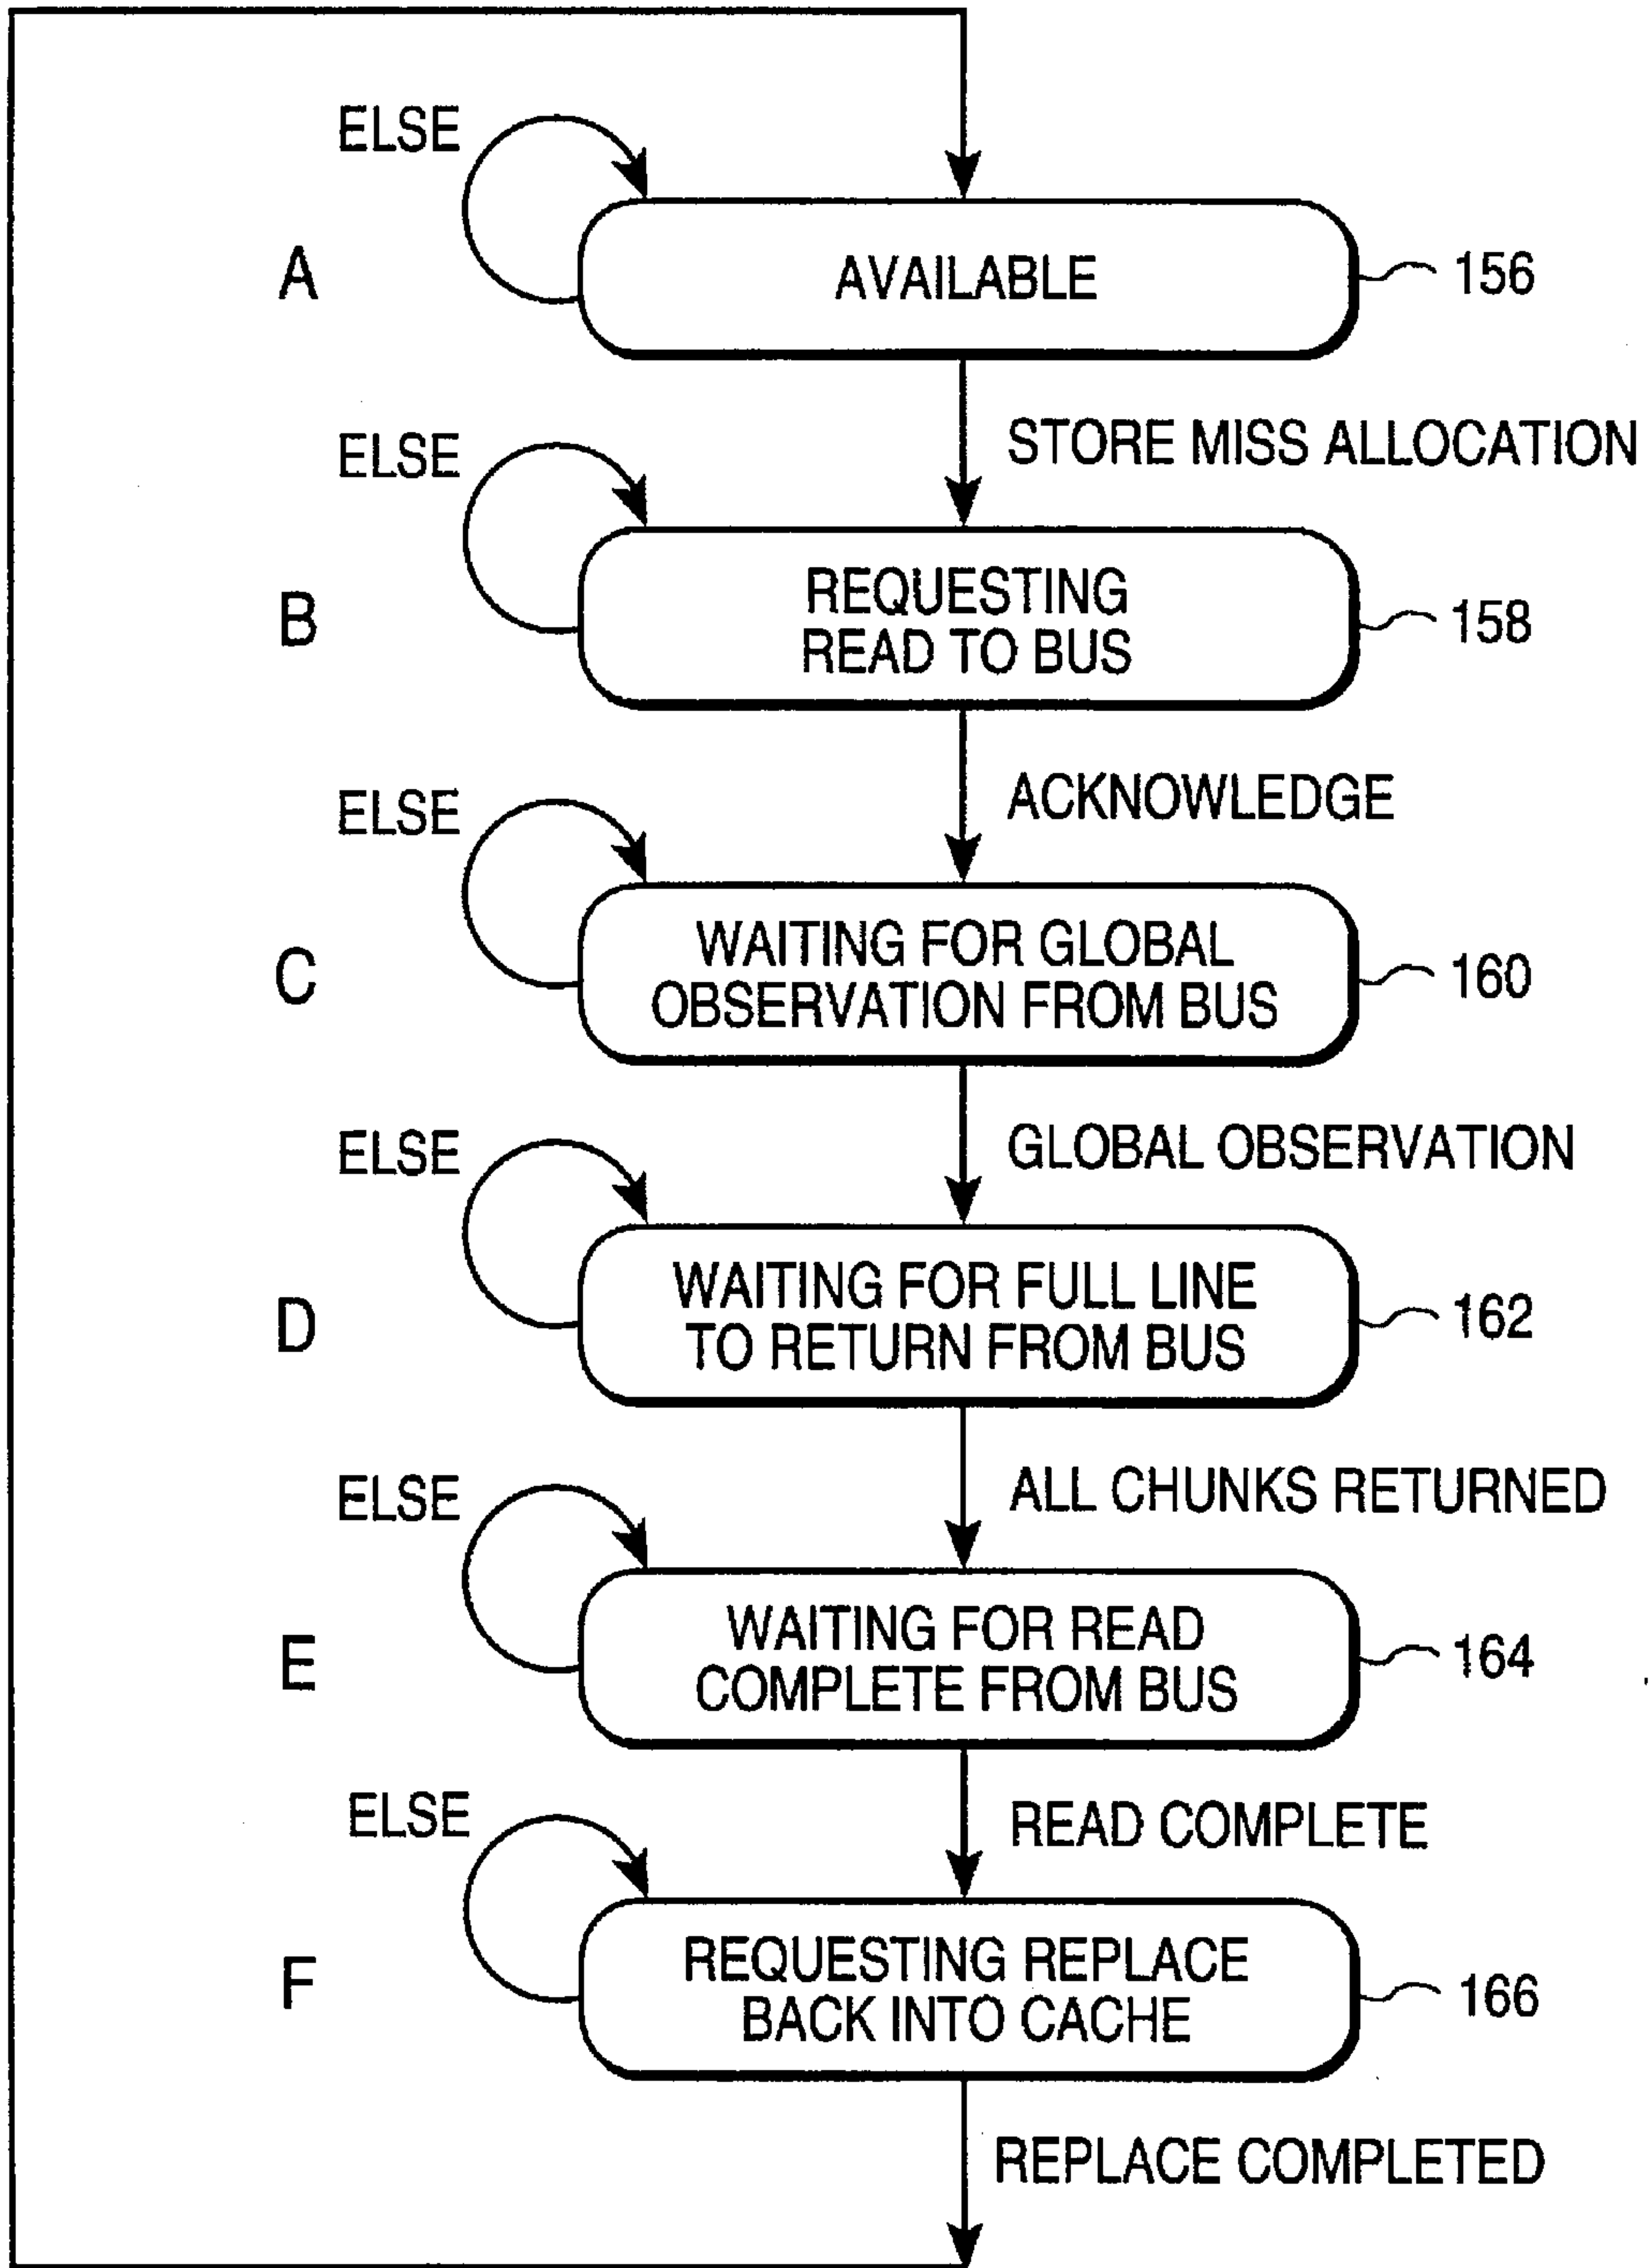 ELSE
A
AVAILABLE
156
STORE MISS ALLOCATION
ELSE
B
REQUESTING
READ TO BUS
158
ACKNOWLEDGE
ELSE
C
WAITING FOR GLOBAL
OBSERVATION FROM BUS
160
GLOBAL OBSERVATION
ELSE
D
WAITING FOR FULL LINE
TO RETURN FROM BUS
162
ALL CHUNKS RETURNED
ELSE
E
WAITING FOR READ
COMPLETE FROM BUS
164
READ COMPLETE
ELSE
F
REQUESTING REPLACE
BACK INTO CACHE
166
REPLACE COMPLETED